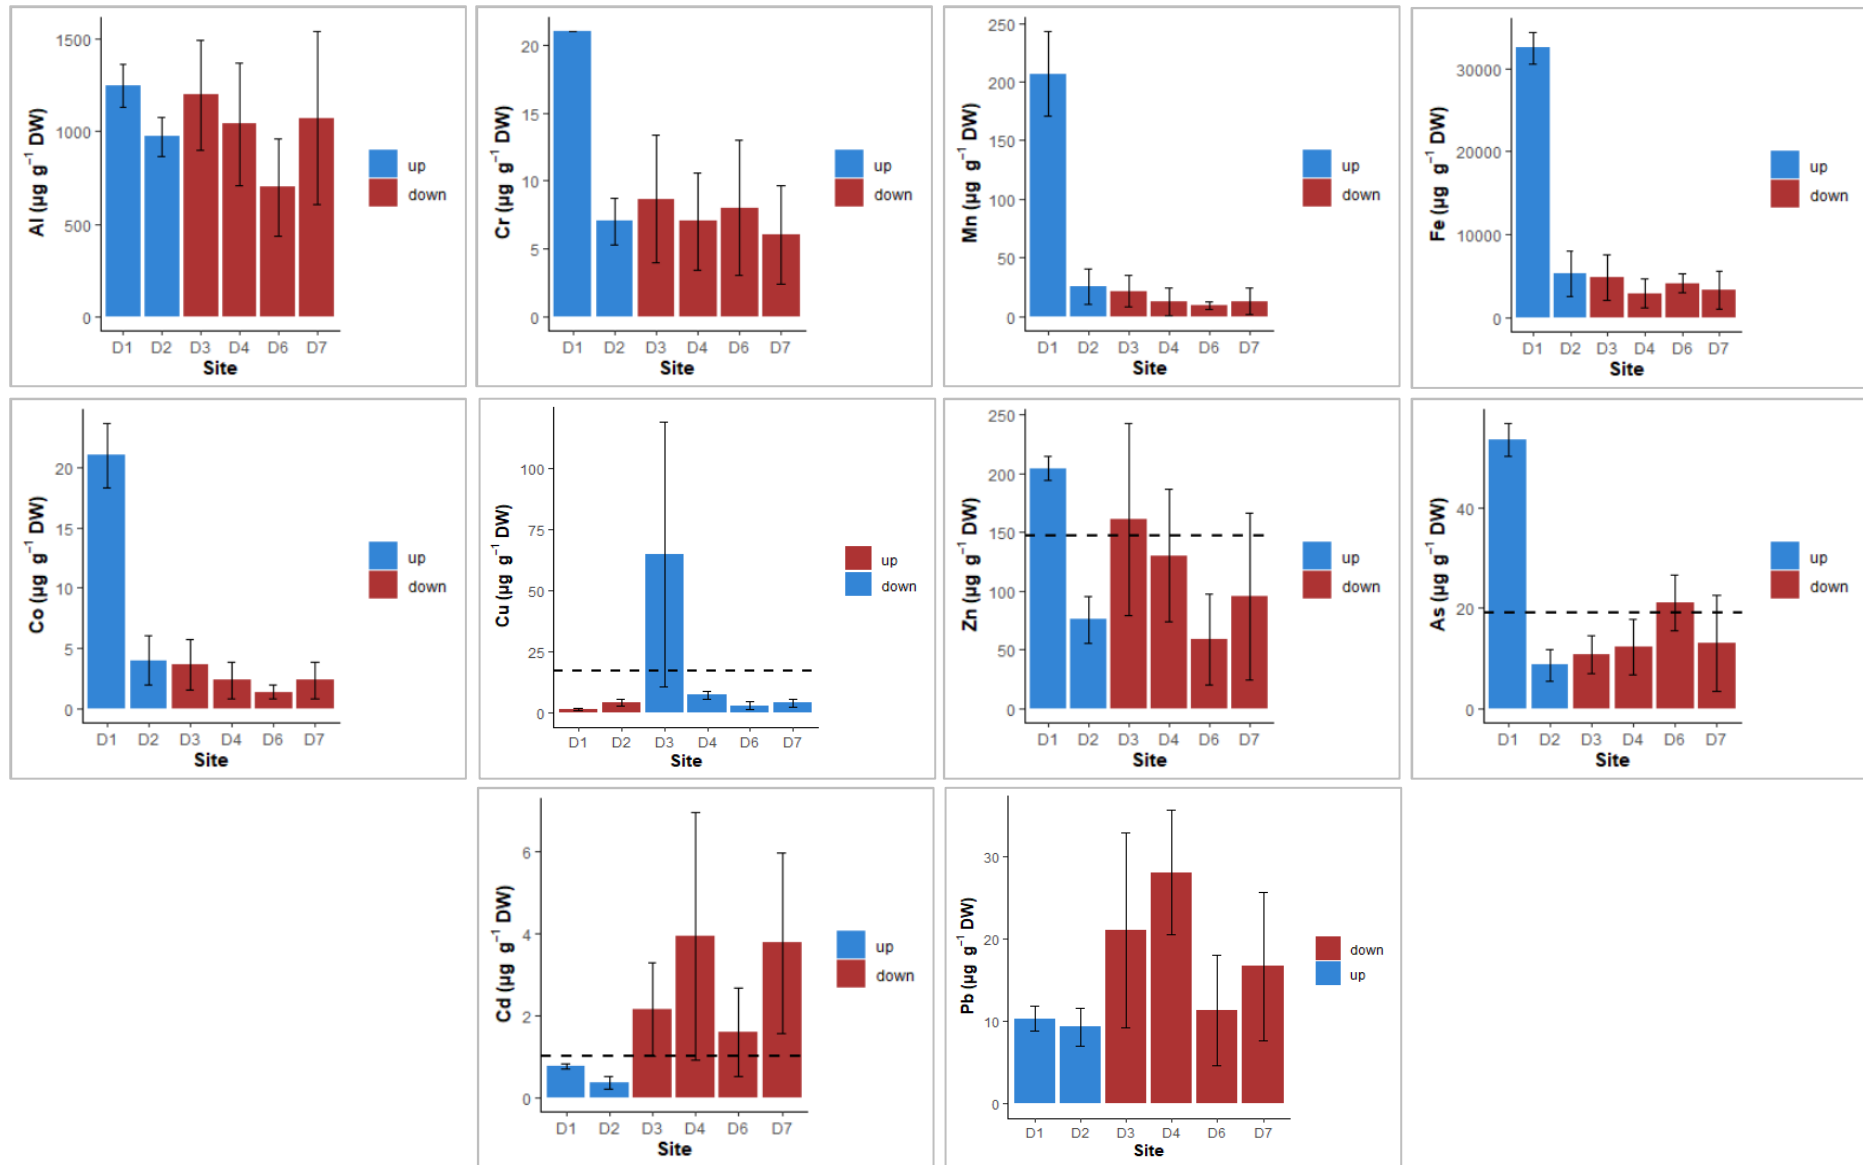 1500
1000
500
0
Al (µg g⁻¹ DW)
D1 D2 D3 D4 D6 D7
Site
up
down
20
15
10
5
0
Cr (µg g⁻¹ DW)
D1 D2 D3 D4 D6 D7
Site
up
down
250
200
150
100
50
0
Mn (µg g⁻¹ DW)
D1 D2 D3 D4 D6 D7
Site
up
down
30000
20000
10000
0
Fe (µg g⁻¹ DW)
D1 D2 D3 D4 D6 D7
Site
up
down
20
15
10
5
0
Co (µg g⁻¹ DW)
D1 D2 D3 D4 D6 D7
Site
up
down
100
75
50
25
0
Cu (µg g⁻¹ DW)
D1 D2 D3 D4 D6 D7
Site
up
down
250
200
150
100
50
0
Zn (µg g⁻¹ DW)
D1 D2 D3 D4 D6 D7
Site
up
down
40
20
0
As (µg g⁻¹ DW)
D1 D2 D3 D4 D6 D7
Site
up
down
6
4
2
0
Cd (µg g⁻¹ DW)
D1 D2 D3 D4 D6 D7
Site
up
down
30
20
10
0
Pb (µg g⁻¹ DW)
D1 D2 D3 D4 D6 D7
Site
down
up